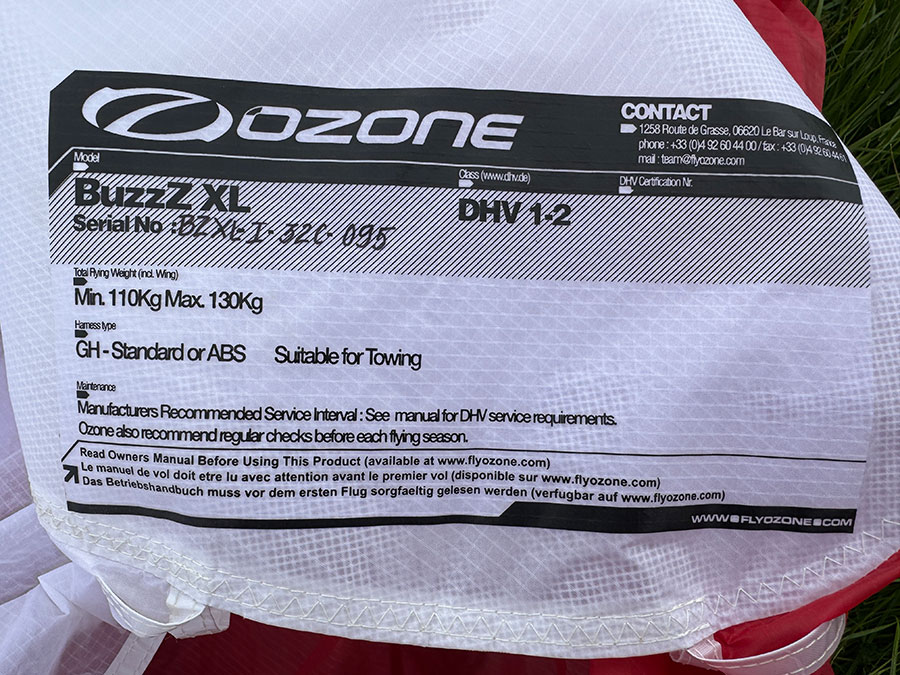 OZONE
CONTACT
1258 Route de Grasse, 06620 Le Bar sur Loup, France
phone : +33 (0)4 92 60 44 00 / fax : +33 (0)4 92 60 44 61
mail : team@flyozone.com
Model
BuzzZ XL
Serial No : BZXL-I-32C-095
Class (www.dhv.de)
DHV 1-2
DHV Certification Nr.
Total Flying Weight (incl. Wing)
Min. 110Kg Max. 130Kg
Harness type
GH - Standard or ABS Suitable for Towing
Maintenance
Manufacturers Recommended Service Interval : See manual for DHV service requirements.
Ozone also recommend regular checks before each flying season.
Read Owners Manual Before Using This Product (available at www.flyozone.com)
Le manuel de vol doit etre lu avec attention avant le premier vol (disponible sur www.flyozone.com)
Das Betriebshandbuch muss vor dem ersten Flug sorgfaeltig gelesen werden (verfugbar auf www.flyozone.com)
WWW.FLYOZONE.COM